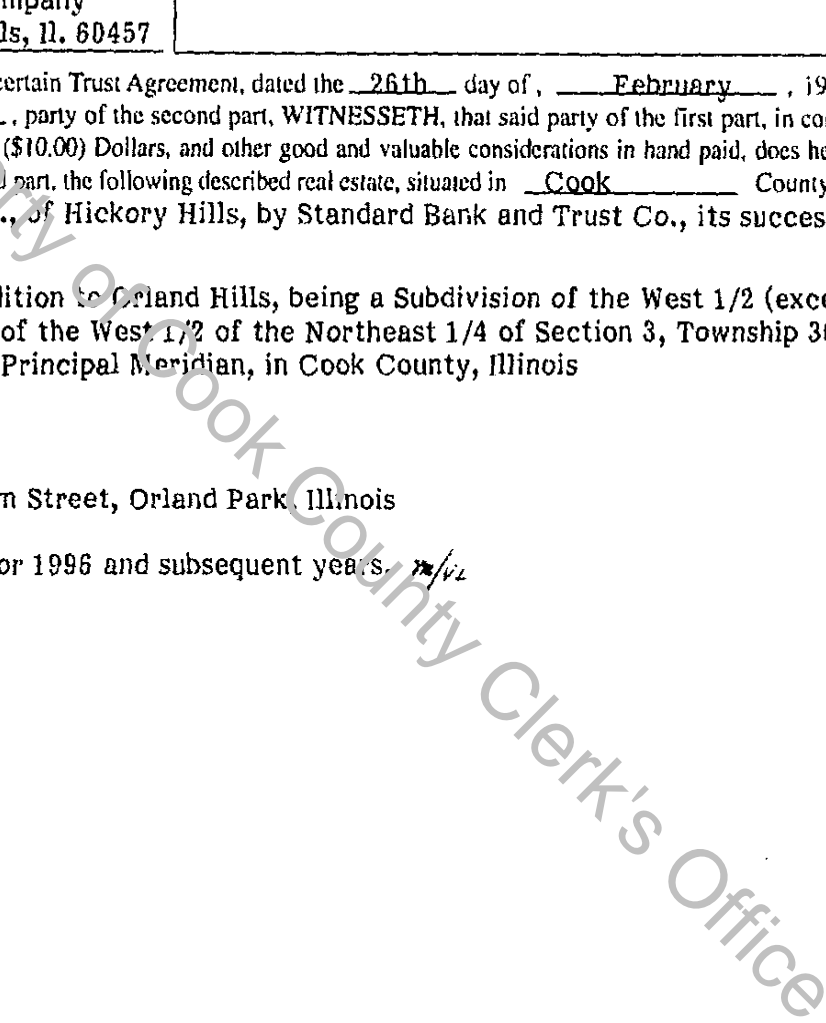 mpany
ls, Il. 60457
certain Trust Agreement, dated the 26th day of, February, 19
, party of the second part, WITNESSETH, that said party of the first part, in co
($10.00) Dollars, and other good and valuable considerations in hand paid, does he
part, the following described real estate, situated in Cook County
., of Hickory Hills, by Standard Bank and Trust Co., its succes
lition to Orland Hills, being a Subdivision of the West 1/2 (exce
of the West 1/2 of the Northeast 1/4 of Section 3, Township 3
Principal Meridian, in Cook County, Illinois
n Street, Orland Park, Illinois
or 1996 and subsequent years.
rty of Cook County Clerk's Office